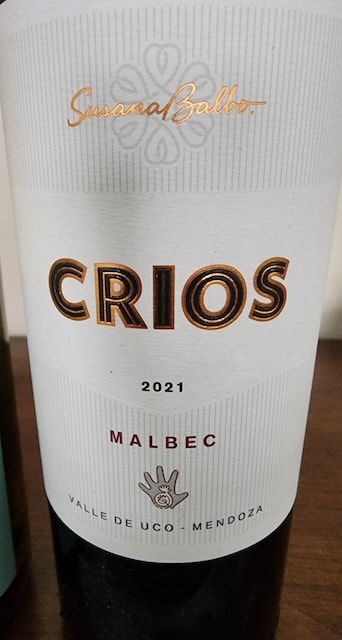 Susana Balbo.
CRIOS
2021
MALBEC
VALLE DE UCO - MENDOZA